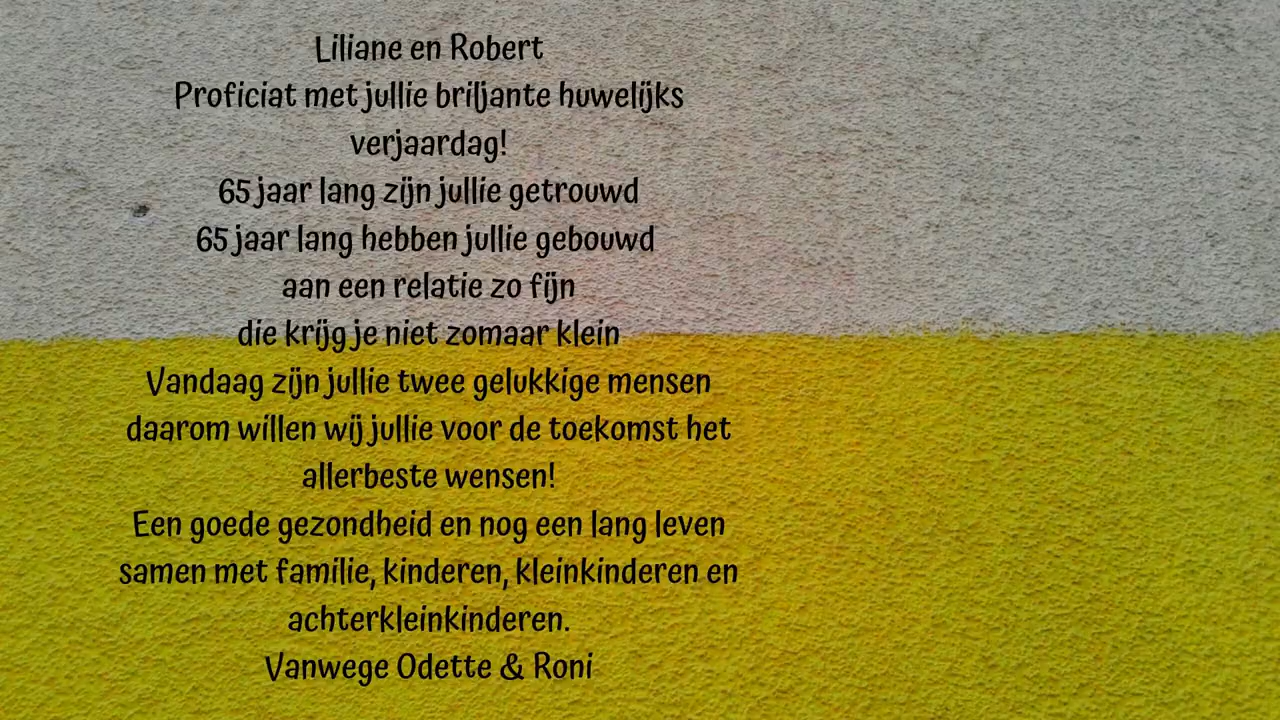 Liliane en Robert
Proficiat met jullie briljante huwelijks
verjaardag!
65 jaar lang zijn jullie getrouwd
65 jaar lang hebben jullie gebouwd
aan een relatie zo fijn
die krijg je niet zomaar klein
Vandaag zijn jullie twee gelukkige mensen
daarom willen wij jullie voor de toekomst het
allerbeste wensen!
Een goede gezondheid en nog een lang leven
samen met familie, kinderen, kleinkinderen en
achterkleinkinderen.
Vanwege Odette & Roni